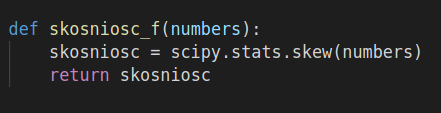 def skosniosc_f(numbers):
    skosniosc = scipy.stats.skew(numbers)
    return skosniosc